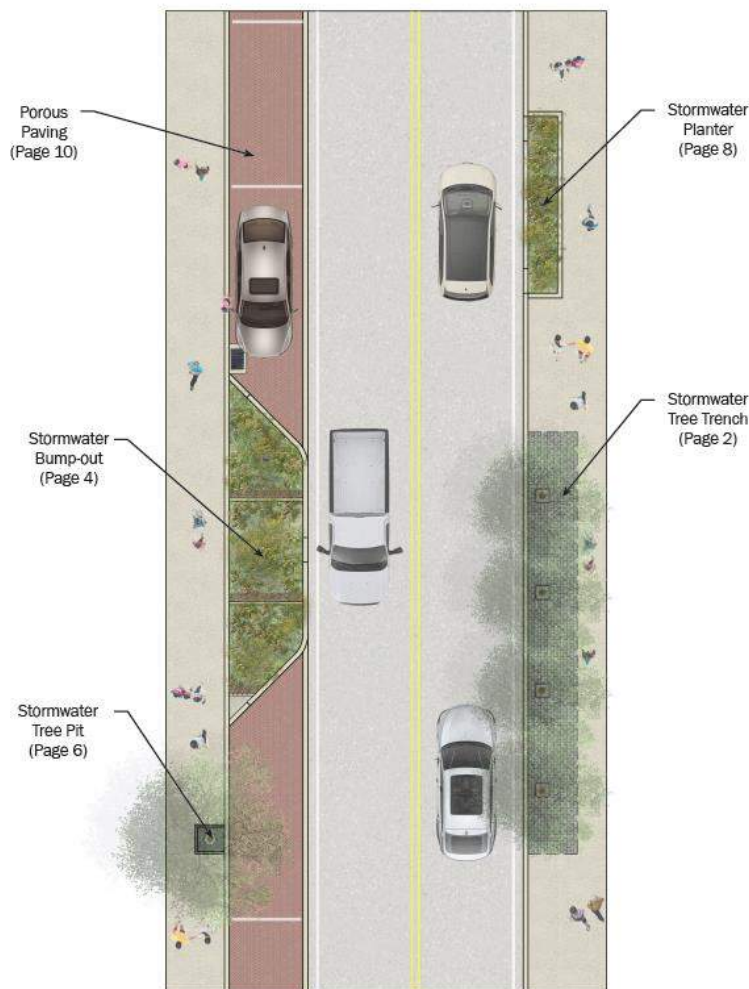 Porous
Paving
(Page 10)
Stormwater
Planter
(Page 8)
Stormwater
Tree Trench
(Page 2)
Stormwater
Bump-out
(Page 4)
Stormwater
Tree Pit
(Page 6)